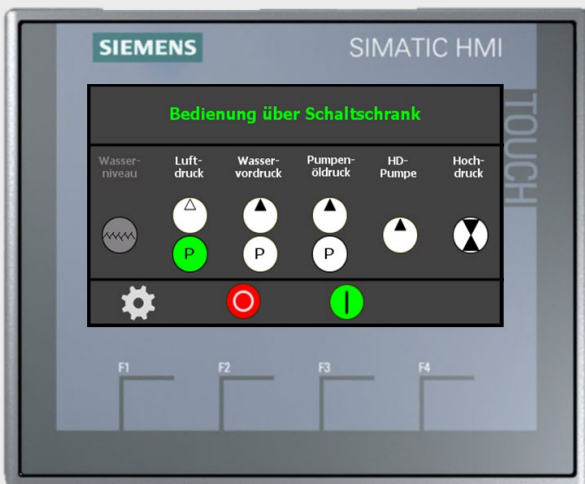 SIEMENS
SIMATIC HMI
TOUCH
Bedienung über Schaltschrank
Wasser-
niveau
Luft-
druck
Wasser-
vordruck
Pumpen-
öldruck
HD-
Pumpe
Hoch-
druck
P
P
P
F1
F2
F3
F4